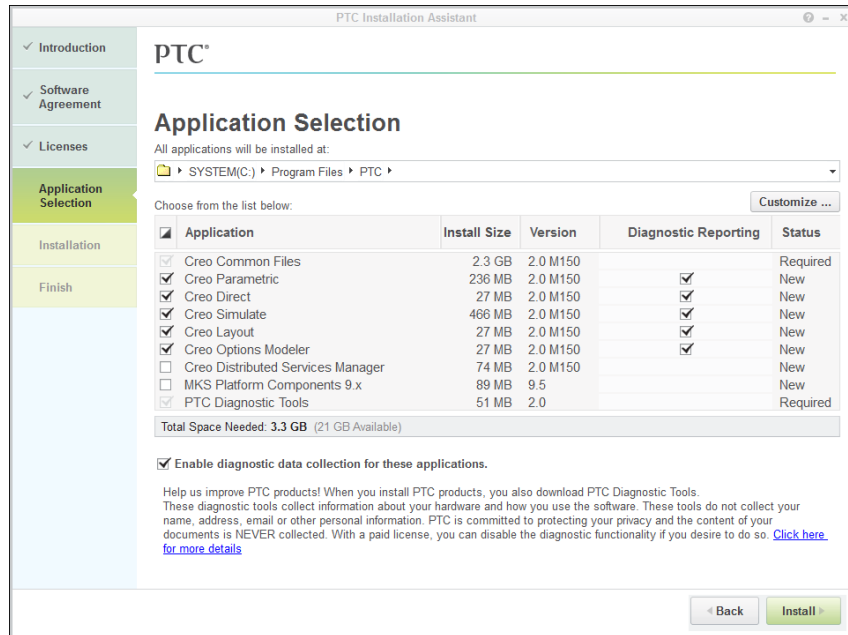 PTC Installation Assistant
Introduction
Software
Agreement
Licenses
Application
Selection
Installation
Finish
PTC®
Application Selection
All applications will be installed at:
SYSTEM(C:) Program Files PTC
Choose from the list below:
Customize ...
Application Install Size Version Diagnostic Reporting Status
Creo Common Files 2.3 GB 2.0 M150 Required
Creo Parametric 236 MB 2.0 M150 New
Creo Direct 27 MB 2.0 M150 New
Creo Simulate 466 MB 2.0 M150 New
Creo Layout 27 MB 2.0 M150 New
Creo Options Modeler 27 MB 2.0 M150 New
Creo Distributed Services Manager 74 MB 2.0 M150 New
MKS Platform Components 9.x 89 MB 9.5 New
PTC Diagnostic Tools 51 MB 2.0 Required
Total Space Needed: 3.3 GB (21 GB Available)
Enable diagnostic data collection for these applications.
Help us improve PTC products! When you install PTC products, you also download PTC Diagnostic Tools.
These diagnostic tools collect information about your hardware and how you use the software. These tools do not collect your
name, address, email or other personal information. PTC is committed to protecting your privacy and the content of your
documents is NEVER collected. With a paid license, you can disable the diagnostic functionality if you desire to do so. Click here
for more details
Back
Install